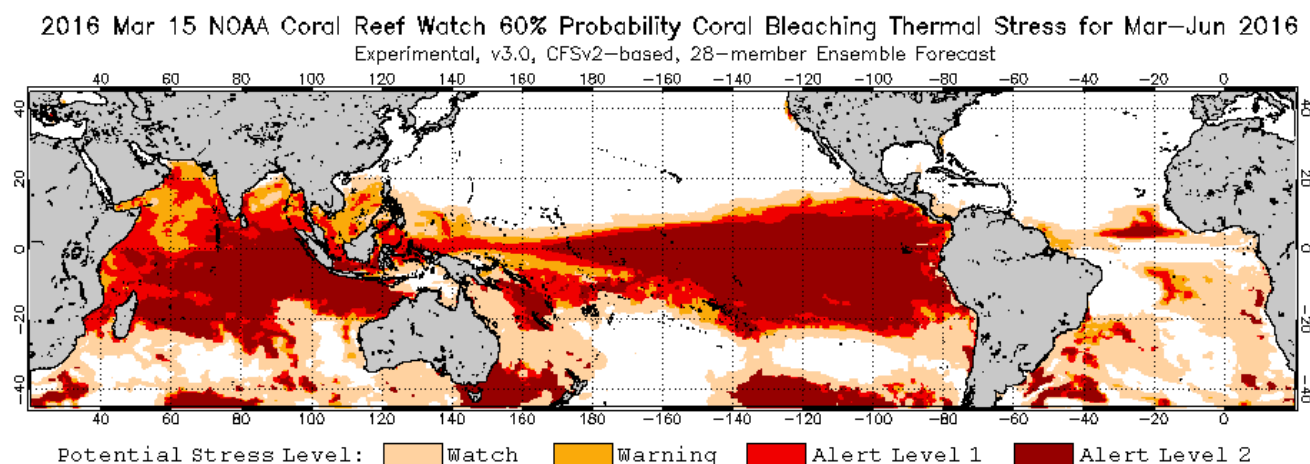 2016 Mar 15 NOAA Coral Reef Watch 60% Probability Coral Bleaching Thermal Stress for Mar-Jun 2016
Experimental, v3.0, CFSv2-based, 28-member Ensemble Forecast
40 60 80 100 120 140 160 180 -160 -140 -120 -100 -80 -60 -40 -20 0
40 40
20 20
0 0
-20 -20
-40 -40
40 60 80 100 120 140 160 180 -160 -140 -120 -100 -80 -60 -40 -20 0
Potential Stress Level: Watch Warning Alert Level 1 Alert Level 2